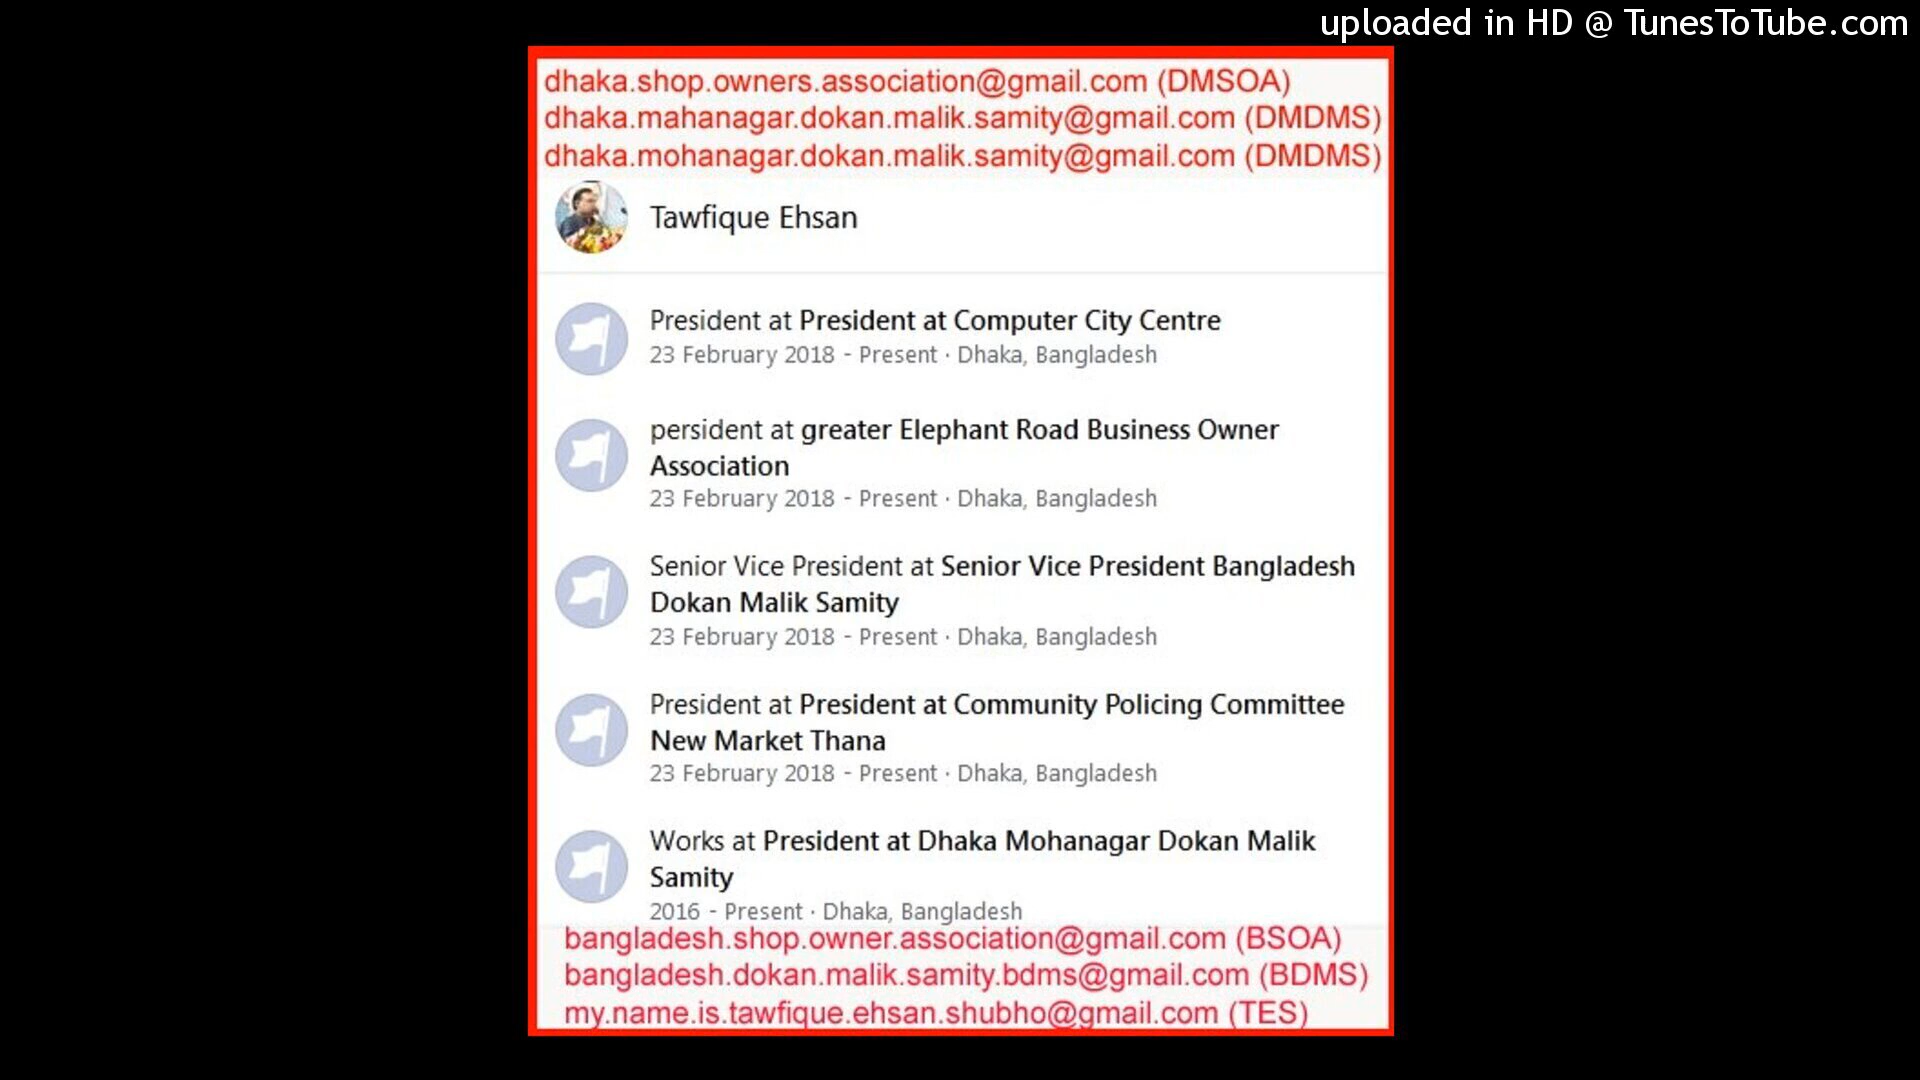 uploaded in HD @ TunesToTube.com
dhaka.shop.owners.association@gmail.com (DMSOA)
dhaka.mahanagar.dokan.malik.samity@gmail.com (DMDMS)
dhaka.mohanagar.dokan.malik.samity@gmail.com (DMDMS)
Tawfique Ehsan
President at President at Computer City Centre
23 February 2018 - Present · Dhaka, Bangladesh
persident at greater Elephant Road Business Owner
Association
23 February 2018 - Present · Dhaka, Bangladesh
Senior Vice President at Senior Vice President Bangladesh
Dokan Malik Samity
23 February 2018 - Present · Dhaka, Bangladesh
President at President at Community Policing Committee
New Market Thana
23 February 2018 - Present · Dhaka, Bangladesh
Works at President at Dhaka Mohanagar Dokan Malik
Samity
2016 - Present · Dhaka, Bangladesh
bangladesh.shop.owner.association@gmail.com (BSOA)
bangladesh.dokan.malik.samity.bdms@gmail.com (BDMS)
my.name.is.tawfique.ehsan.shubho@gmail.com (TES)